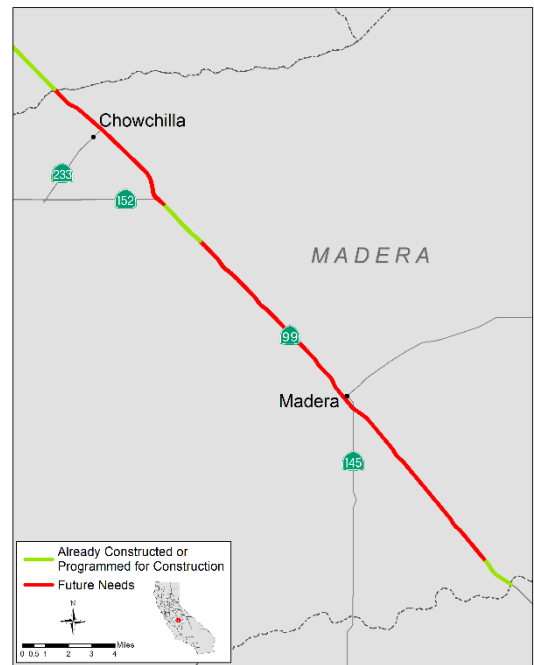 Chowchilla
233
152
MADERA
99
Madera
145
Already Constructed or
Programmed for Construction
Future Needs
N
0 0.5 1 2 3 4
Miles